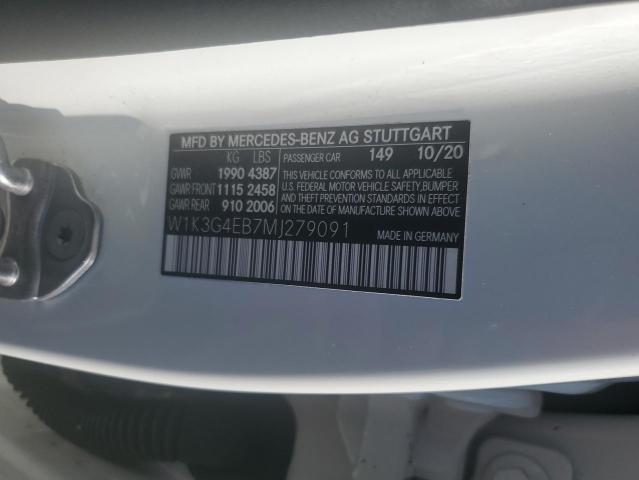 MFD BY MERCEDES-BENZ AG STUTTGART
KG LBS
GVWR 1990 4387
GAWR FRONT 1115 2458
GAWR REAR 910 2006
PASSENGER CAR 149 10/20
THIS VEHICLE CONFORMS TO ALL APPLICABLE
U.S. FEDERAL MOTOR VEHICLE SAFETY,BUMPER
AND THEFT PREVENTION STANDARDS IN EFFECT
ON THE DATE OF MANUFACTURE SHOWN ABOVE.
W1K3G4EB7MJ279091
MADE IN GERMANY